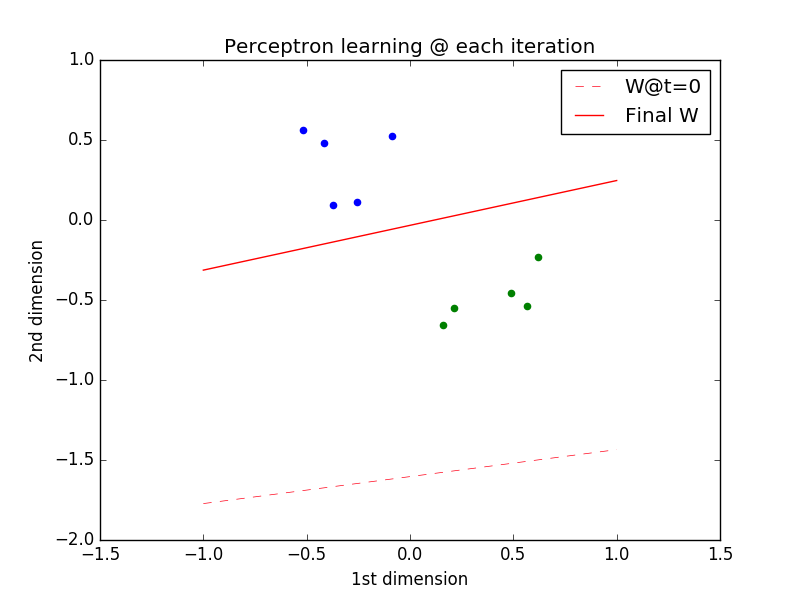 Perceptron learning @ each iteration
W@t=0
Final W
1.0
0.5
0.0
−0.5
−1.0
−1.5
−2.0
2nd dimension
−1.5 −1.0 −0.5 0.0 0.5 1.0 1.5
1st dimension